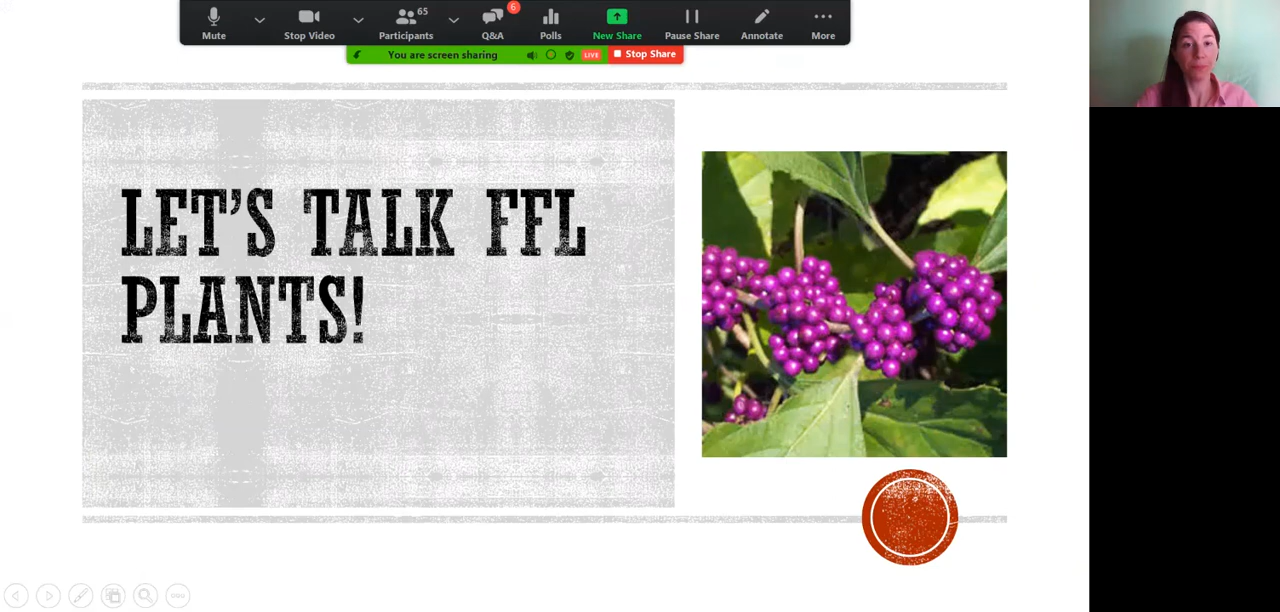 65
6
Mute
Stop Video
Participants
Q&A
Polls
New Share
Pause Share
Annotate
More
You are screen sharing
LIVE
Stop Share
LET'S TALK FFL
PLANTS!